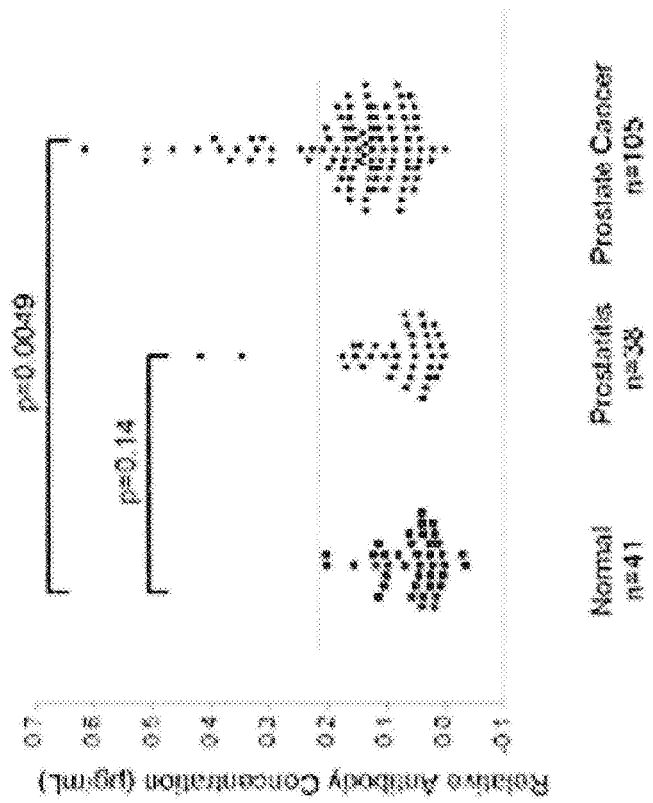 p=0.0049
p=0.14
Relative Antibody Concentration (µg/mL)
0.7
0.6
0.5
0.4
0.3
0.2
0.1
0.0
-0.1
Normal
n=41
Prostatitis
n=38
Prostate Cancer
n=105